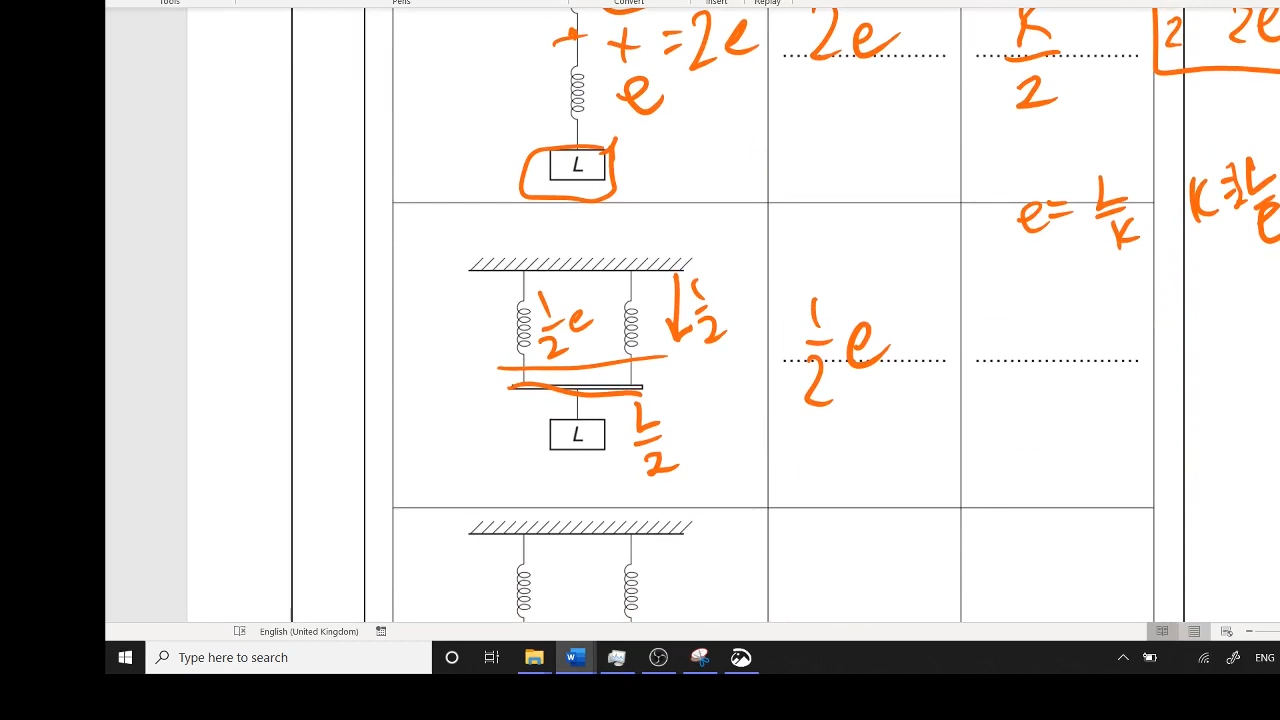 Tools
Pens
Convert
Insert
Replay
+ + = 2e
e
2e
K
2
2 2e
L
e = L/K
1/2 e
1/2
1/2 e
L/2
L
English (United Kingdom)
Type here to search
ENG